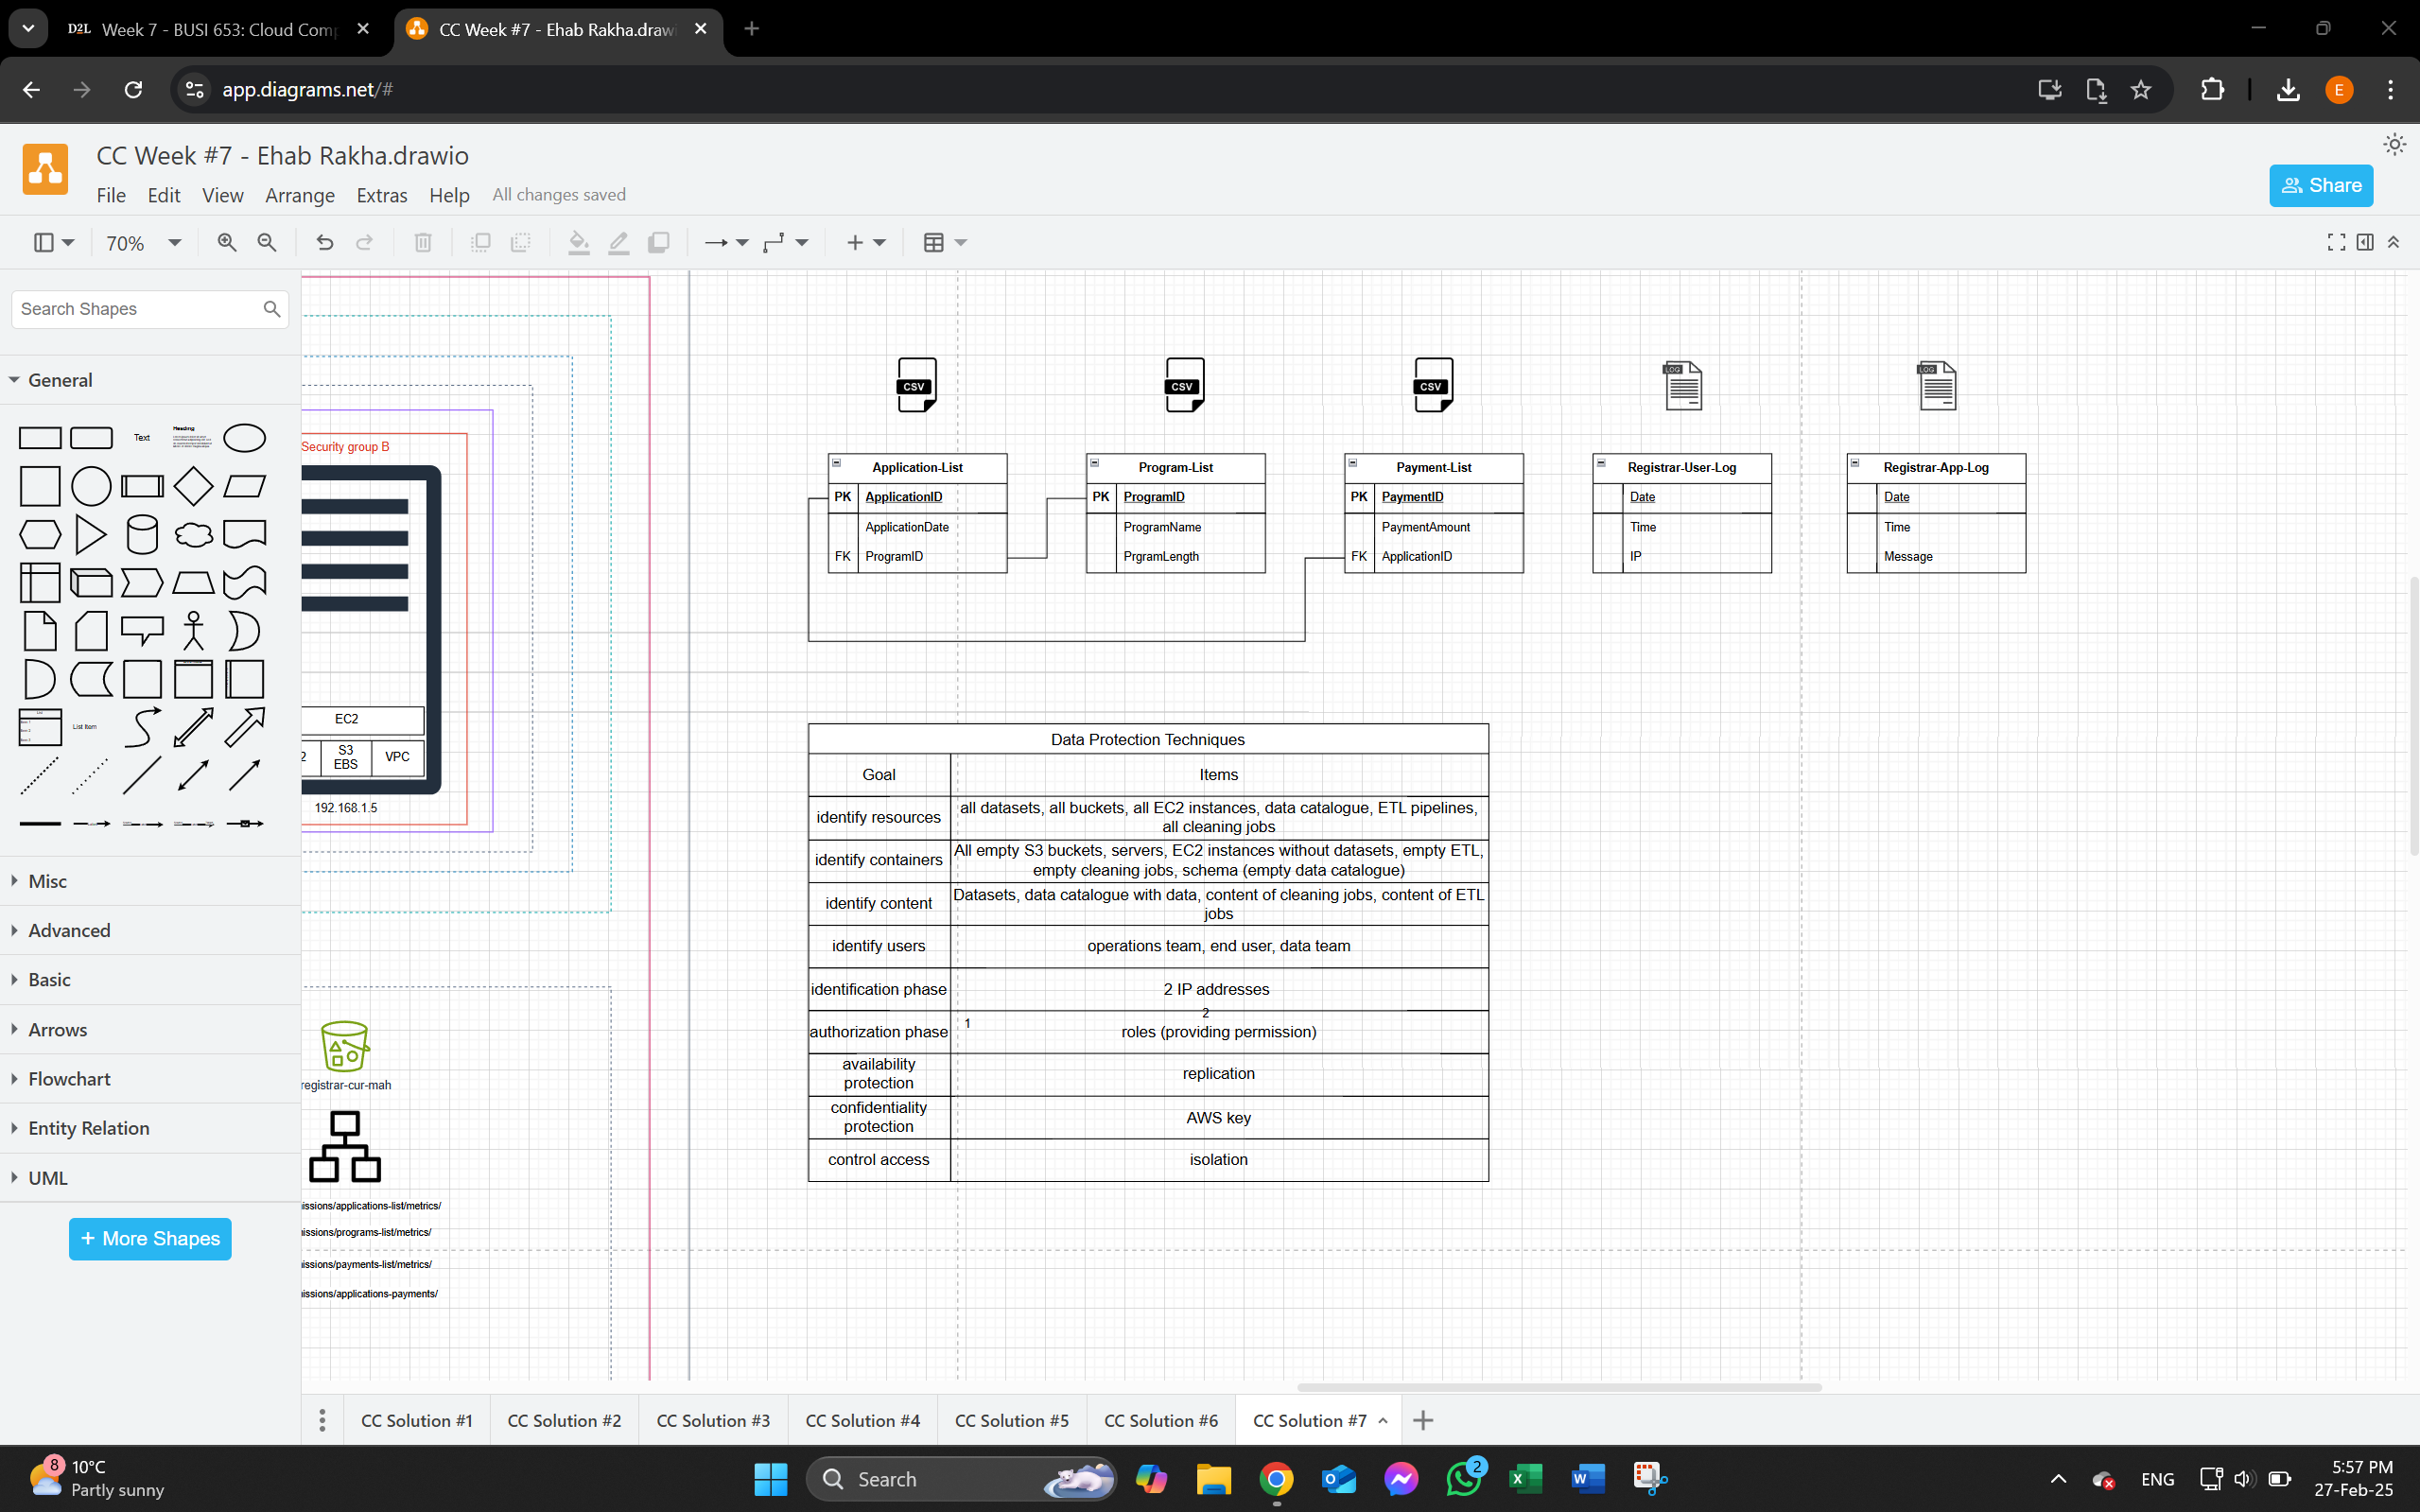 D2L Week 7 - BUSI 653: Cloud Comp
CC Week #7 - Ehab Rakha.draw
app.diagrams.net/#
E
CC Week #7 - Ehab Rakha.drawio
File Edit View Arrange Extras Help All changes saved
Share
70%
Search Shapes
General
Text
Heading
List Item
Misc
Advanced
Basic
Arrows
Flowchart
Entity Relation
UML
+ More Shapes
Security group B
EC2
2 S3 EBS VPC
192.168.1.5
registrar-cur-mah
issions/applications-list/metrics/
issions/programs-list/metrics/
issions/payments-list/metrics/
issions/applications-payments/
CSV CSV CSV LOG LOG
Application-List
PK ApplicationID
ApplicationDate
FK ProgramID
Program-List
PK ProgramID
ProgramName
PrgramLength
Payment-List
PK PaymentID
PaymentAmount
FK ApplicationID
Registrar-User-Log
Date
Time
IP
Registrar-App-Log
Date
Time
Message
Data Protection Techniques
Goal Items
identify resources all datasets, all buckets, all EC2 instances, data catalogue, ETL pipelines,
all cleaning jobs
identify containers All empty S3 buckets, servers, EC2 instances without datasets, empty ETL,
empty cleaning jobs, schema (empty data catalogue)
identify content Datasets, data catalogue with data, content of cleaning jobs, content of ETL
jobs
identify users operations team, end user, data team
identification phase 2 IP addresses
1 2
authorization phase roles (providing permission)
availability
protection replication
confidentiality
protection AWS key
control access isolation
CC Solution #1 CC Solution #2 CC Solution #3 CC Solution #4 CC Solution #5 CC Solution #6 CC Solution #7
8 10°C
Partly sunny
Search
2
ENG
5:57 PM
27-Feb-25